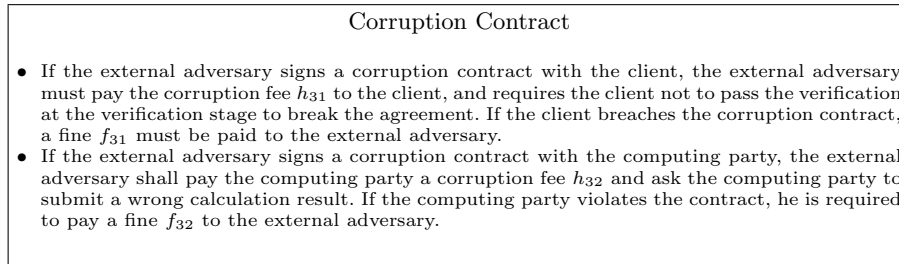 Corruption Contract
• If the external adversary signs a corruption contract with the client, the external adversary
must pay the corruption fee h31 to the client, and requires the client not to pass the verification
at the verification stage to break the agreement. If the client breaches the corruption contract,
a fine f31 must be paid to the external adversary.
• If the external adversary signs a corruption contract with the computing party, the external
adversary shall pay the computing party a corruption fee h32 and ask the computing party to
submit a wrong calculation result. If the computing party violates the contract, he is required
to pay a fine f32 to the external adversary.